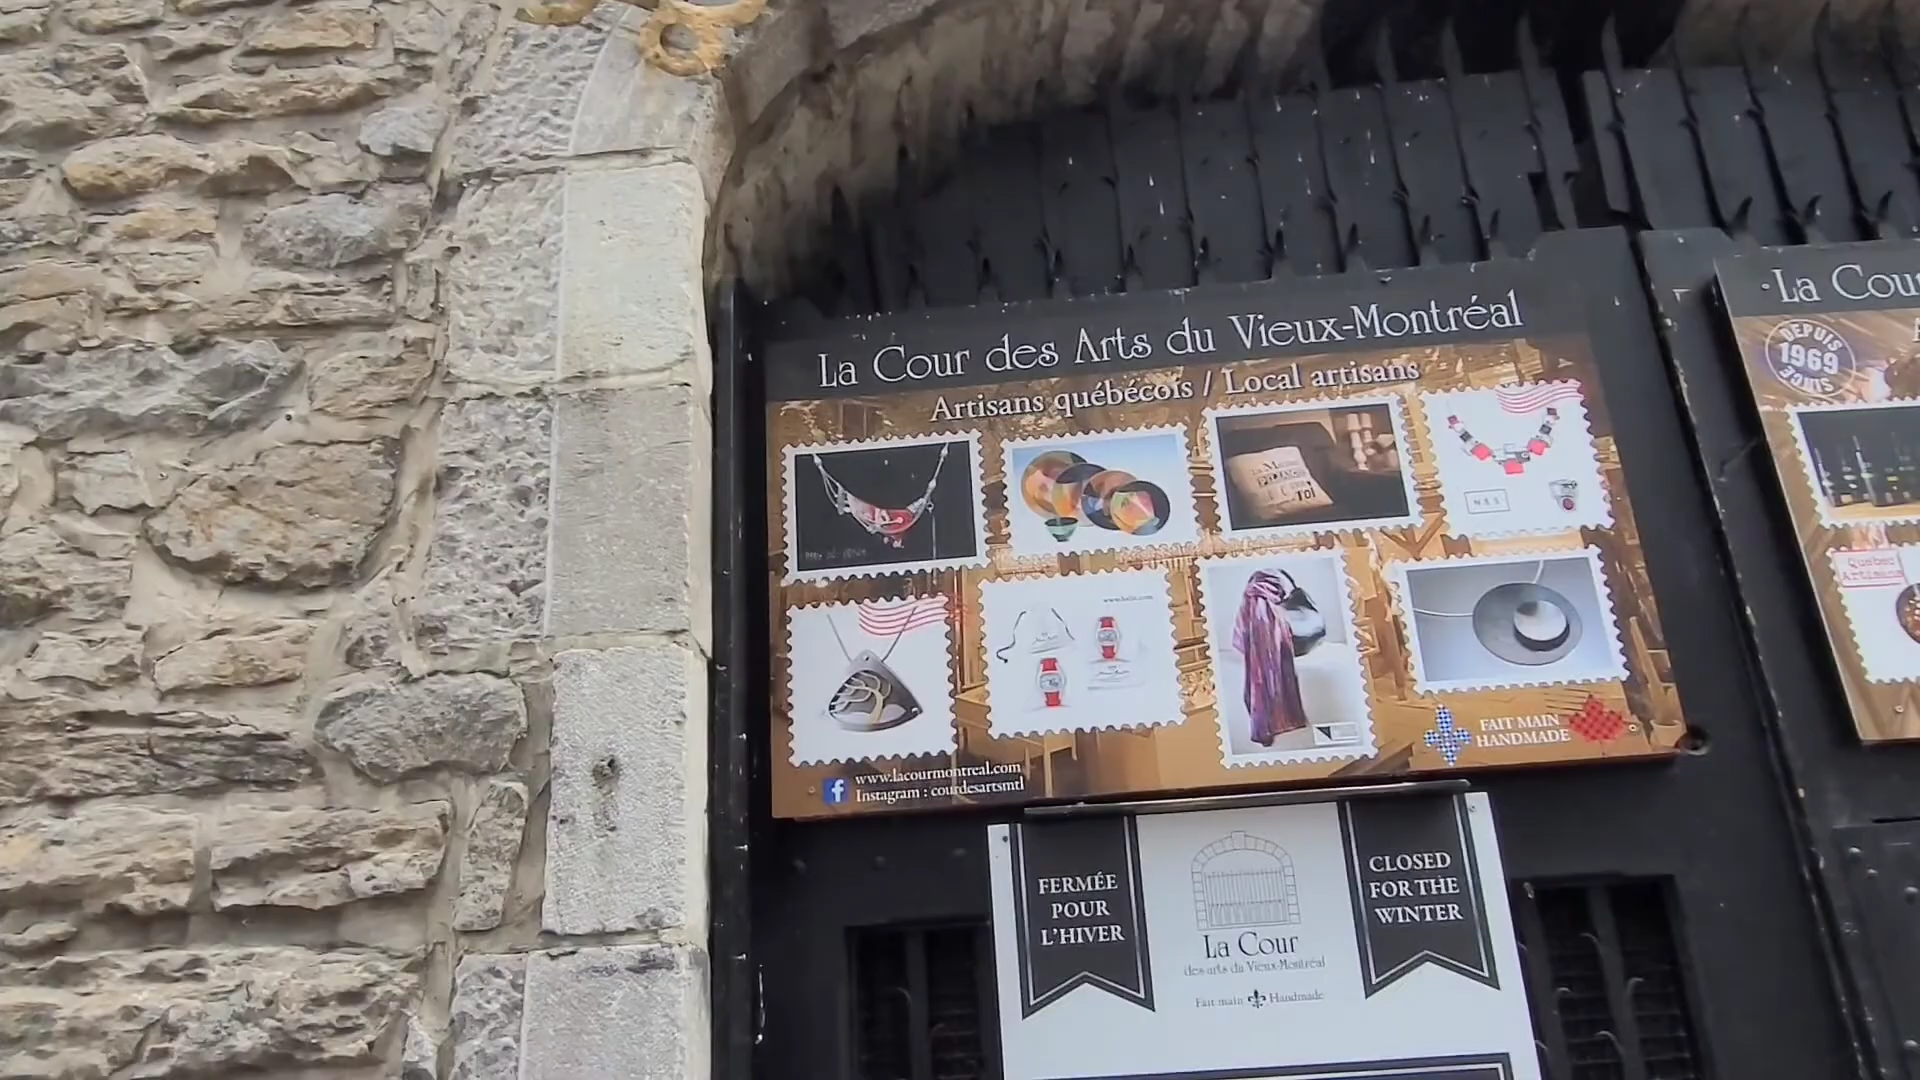 La Cour des Arts du Vieux-Montréal
Artisans québécois / Local artisans
N.E.S.
FAIT MAIN
HANDMADE
www.lacourmontreal.com
Instagram : courdesartsmtl
FERMÉE
POUR
L'HIVER
La Cour
des arts du Vieux-Montréal
Fait main Handmade
CLOSED
FOR THE
WINTER
La Cour
DEPUIS
1969
SINCE
Québec
Artisans